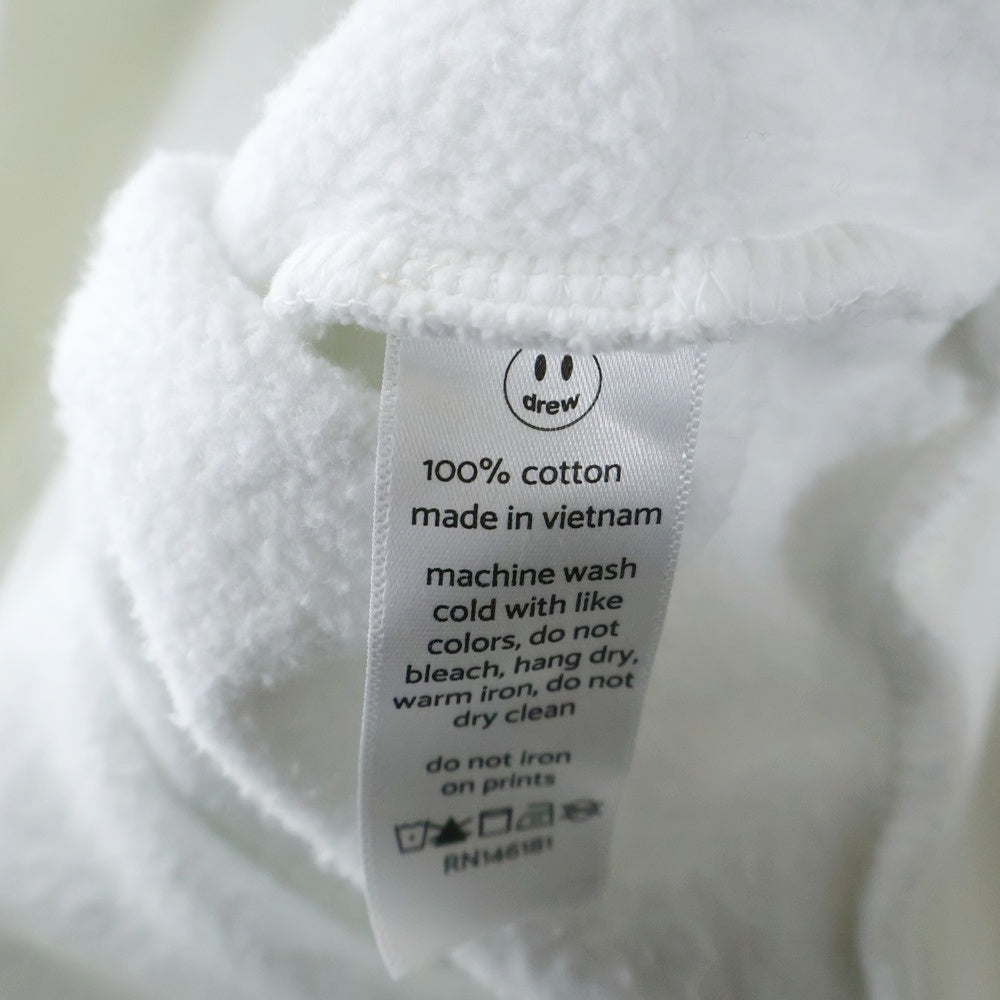 drew
100% cotton
made in vietnam
machine wash
cold with like
colors, do not
bleach, hang dry,
warm iron, do not
dry clean
do not iron
on prints
RN146181